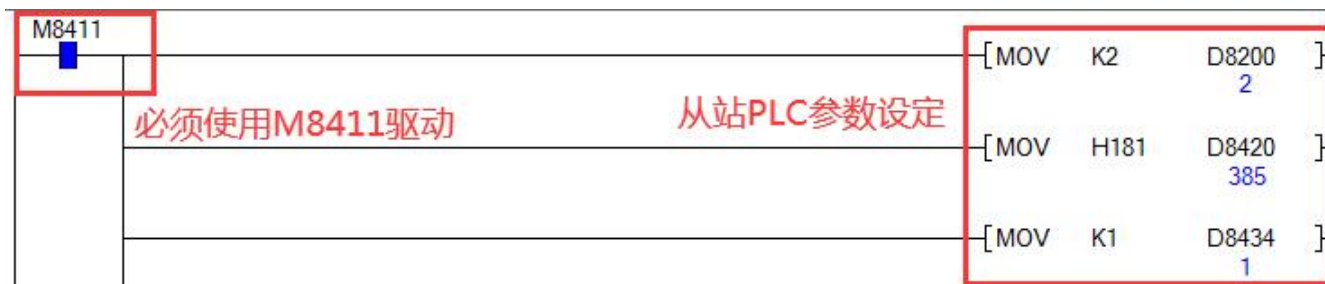 M8411
[MOV K2 D8200 ]
2
必须使用M8411驱动
从站PLC参数设定
[MOV H181 D8420 ]
385
[MOV K1 D8434 ]
1